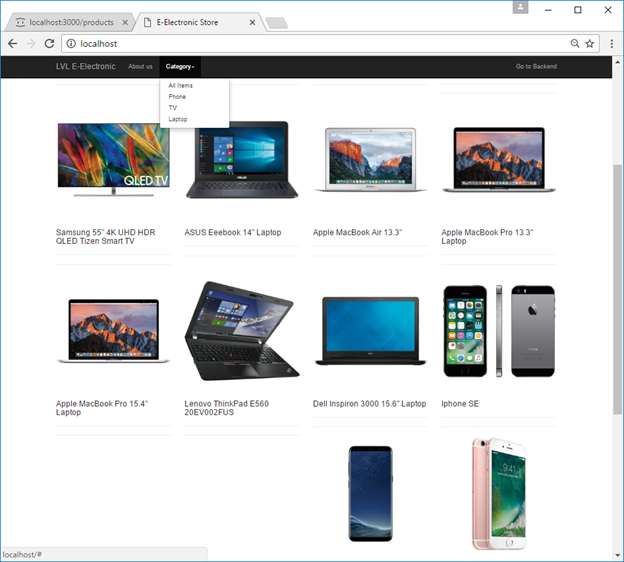 localhost:3000/products
E-Electronic Store
localhost
LVL E-Electronic
About us
Category
Go to Backend
All Items
Phone
TV
Laptop
QLED TV
ASUS
Samsung 55" 4K UHD HDR
QLED Tizen Smart TV
ASUS Eeebook 14" Laptop
Apple MacBook Air 13.3"
Apple MacBook Pro 13.3"
Laptop
Apple MacBook Pro 15.4"
Laptop
Lenovo ThinkPad E560
20EV002FUS
Dell Inspiron 3000 15.6" Laptop
Iphone SE
9:41
localhost/#